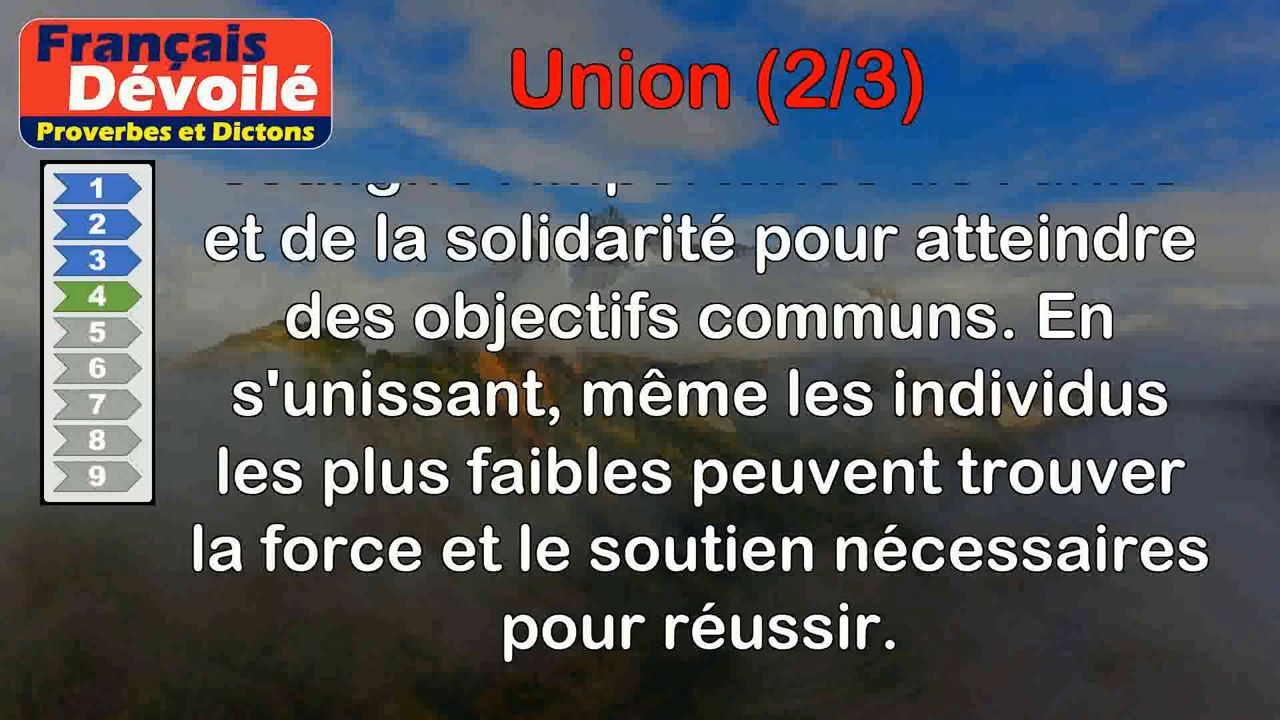 Français
Dévoilé
Proverbes et Dictons
Union (2/3)
1
2
3
4
5
6
7
8
9
et de la solidarité pour atteindre
des objectifs communs. En
s'unissant, même les individus
les plus faibles peuvent trouver
la force et le soutien nécessaires
pour réussir.